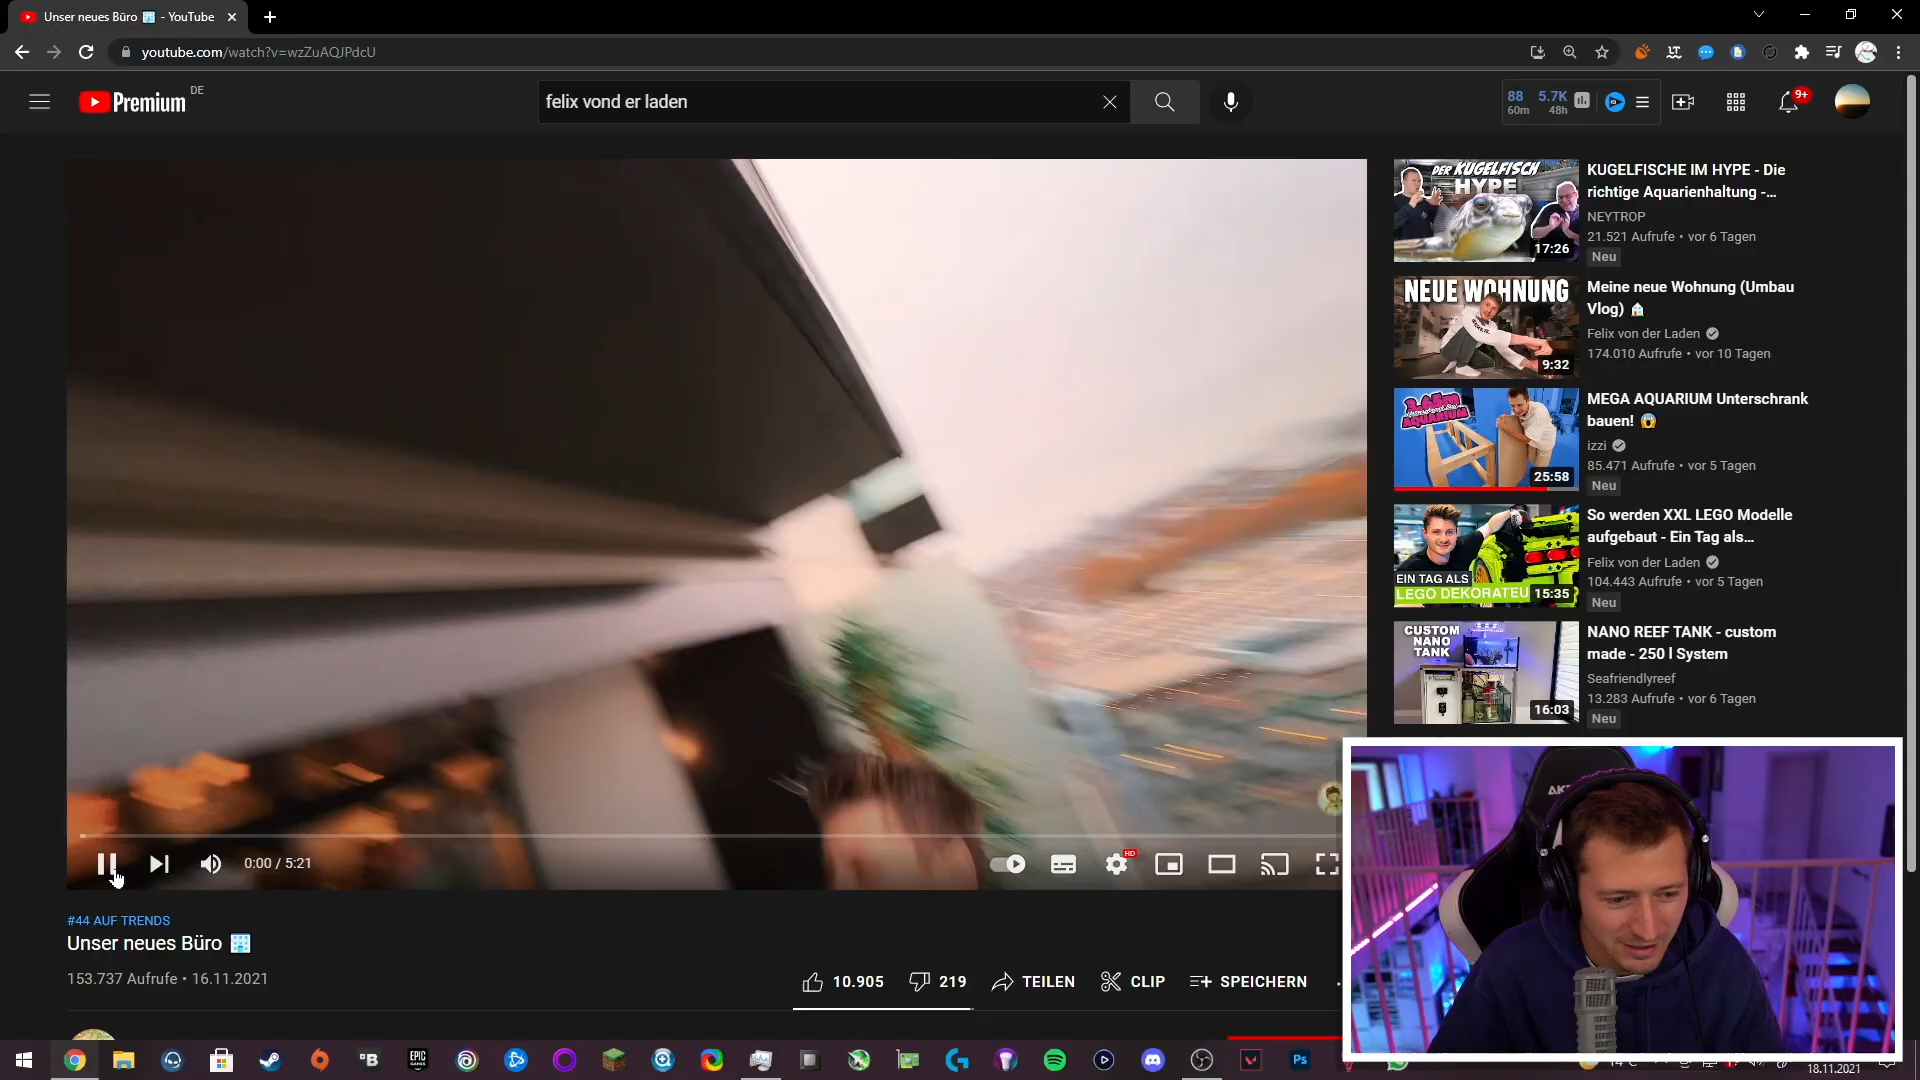 Unser neues Büro 🏢 - YouTube
youtube.com/watch?v=wzZuAQJPdcU
Premium DE
felix vond er laden
88 5.7K
60m 48h
9+
DER KUGELFISCH
HYPE
17:26
KUGELFISCHE IM HYPE - Die
richtige Aquarienhaltung -...
NEYTROP
21.521 Aufrufe • vor 6 Tagen
Neu
NEUE WOHNUNG
9:32
Meine neue Wohnung (Umbau
Vlog) 🏠
Felix von der Laden
174.010 Aufrufe • vor 10 Tagen
AQUARIUM
25:58
MEGA AQUARIUM Unterschrank
bauen! 😱
izzi
85.471 Aufrufe • vor 5 Tagen
Neu
EIN TAG ALS
LEGO DEKORATEU
15:35
So werden XXL LEGO Modelle
aufgebaut - Ein Tag als...
Felix von der Laden
104.443 Aufrufe • vor 5 Tagen
Neu
CUSTOM
NANO
TANK
16:03
NANO REEF TANK - custom
made - 250 l System
Seafriendlyreef
13.283 Aufrufe • vor 6 Tagen
Neu
0:00 / 5:21
HD
#44 AUF TRENDS
Unser neues Büro 🏢
153.737 Aufrufe • 16.11.2021
10.905
219
TEILEN
CLIP
SPEICHERN
EPIC
GAMES
Ps
18.11.2021